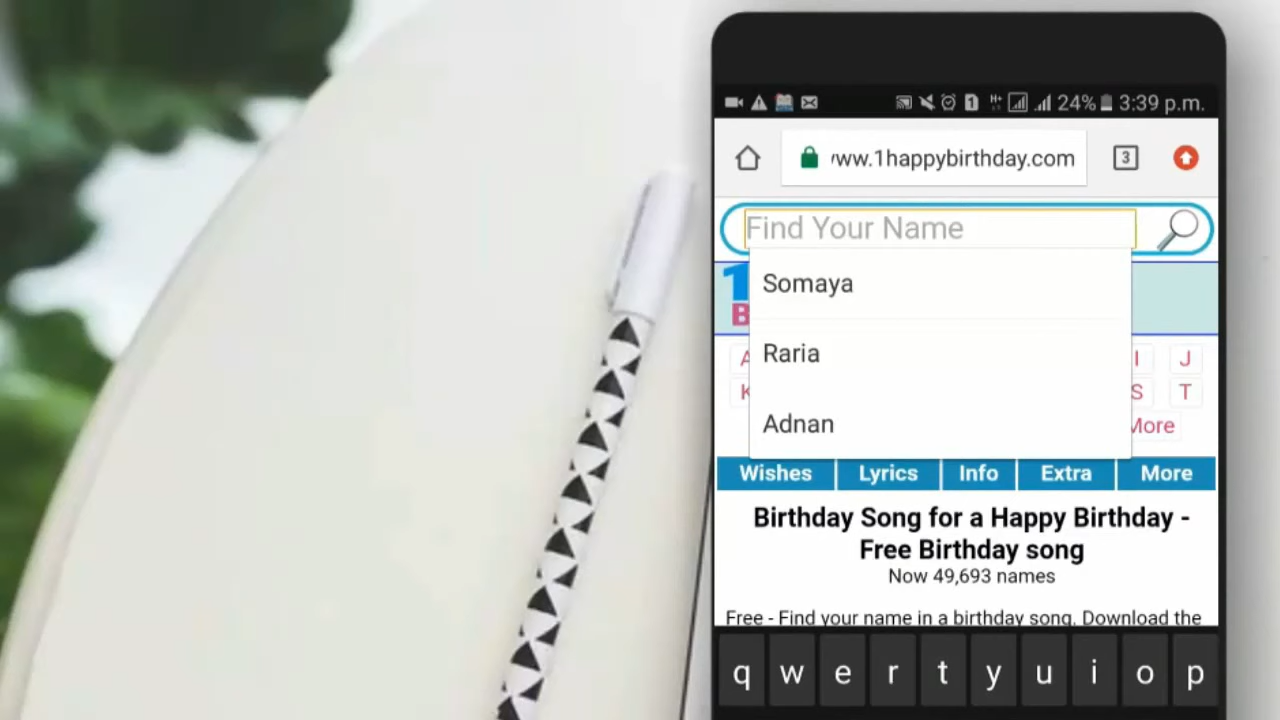 24% 3:39 p.m.
www.1happybirthday.com
3
Find Your Name
Somaya
Raria
Adnan
1
B
A
I J
K
S T
More
Wishes Lyrics Info Extra More
Birthday Song for a Happy Birthday -
Free Birthday song
Now 49,693 names
Free - Find your name in a birthday song. Download the
q w e r t y u i o p